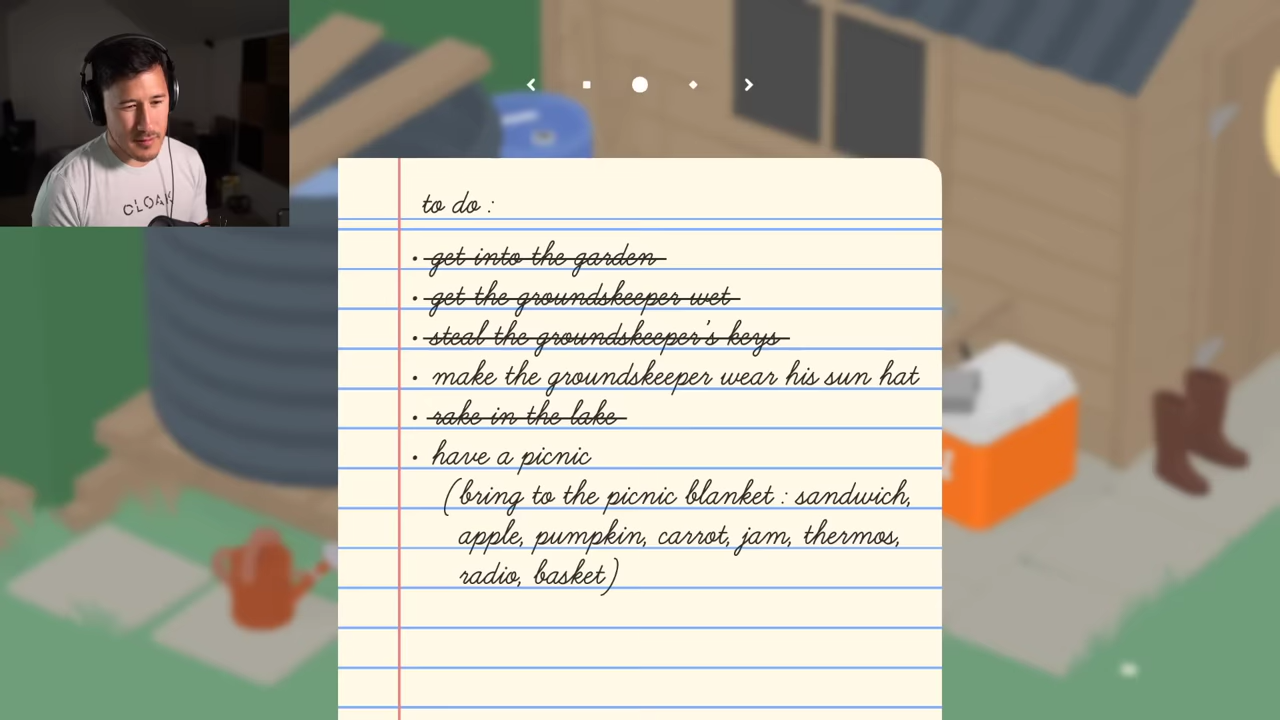 CLOAK
to do :
• get into the garden
• get the groundskeeper wet
• steal the groundskeeper's keys
• make the groundskeeper wear his sun hat
• rake in the lake
• have a picnic
(bring to the picnic blanket : sandwich,
apple, pumpkin, carrot, jam, thermos,
radio, basket)